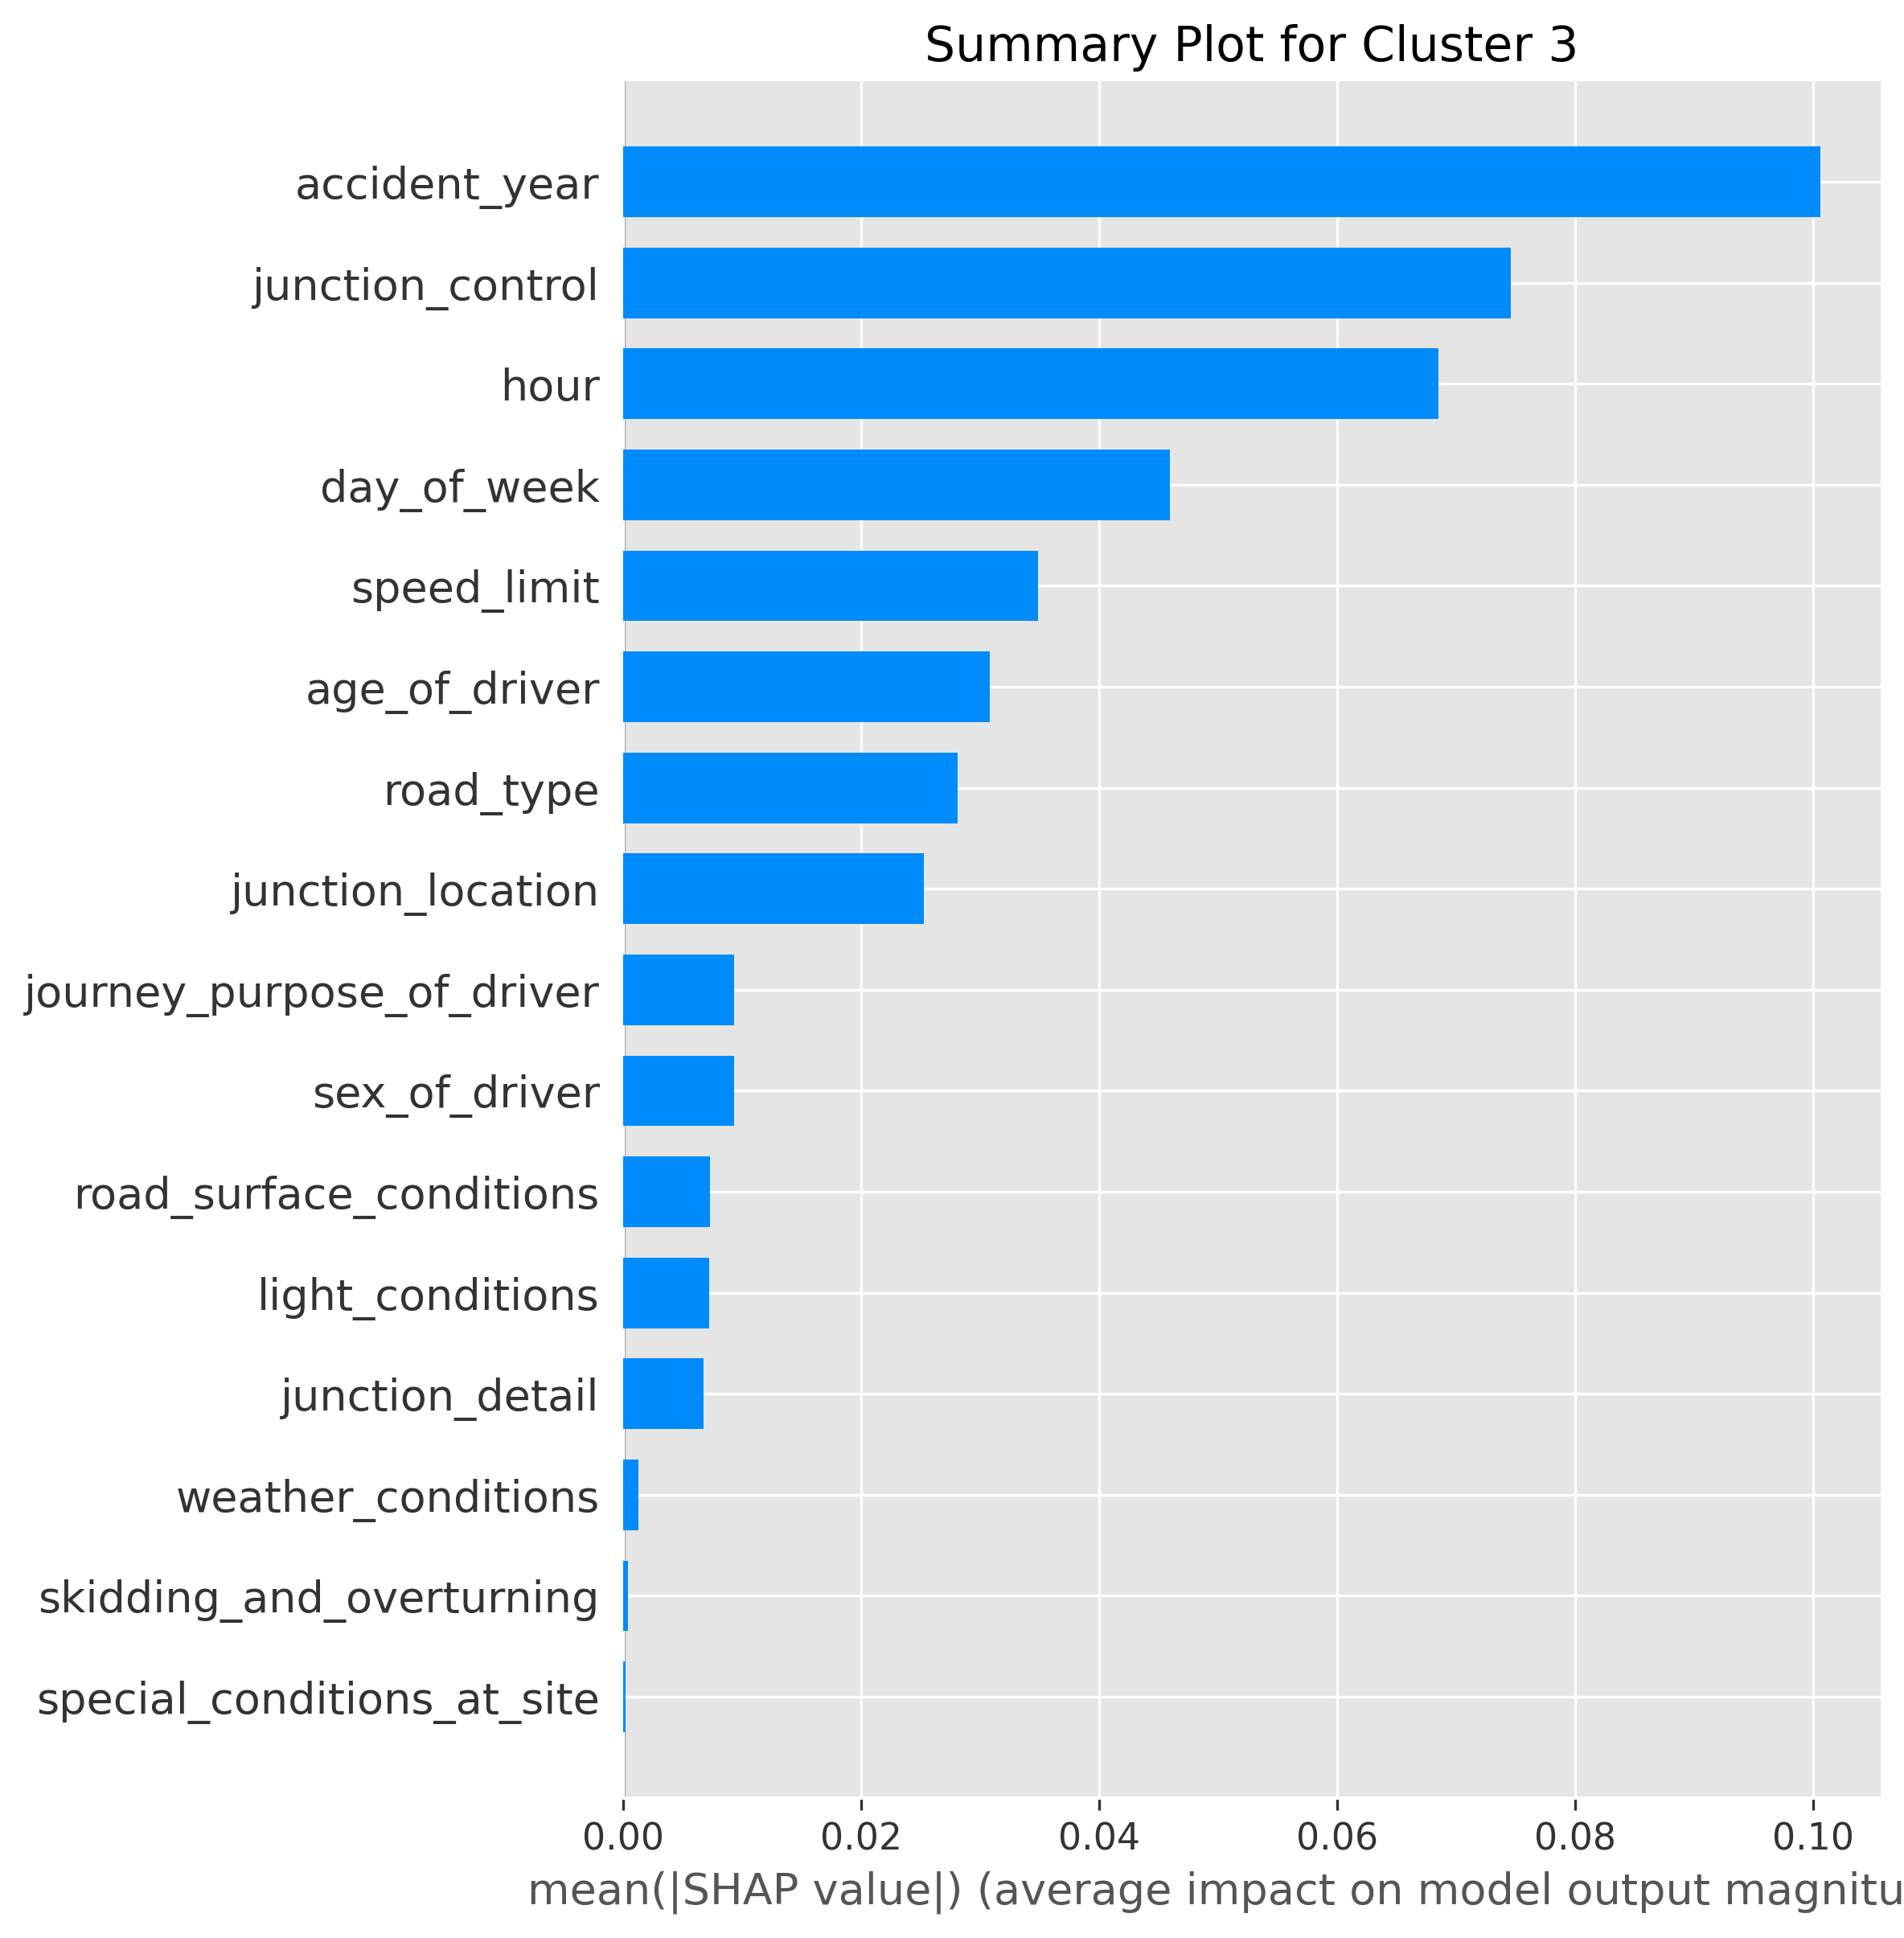 Summary Plot for Cluster 3
accident_year
junction_control
hour
day_of_week
speed_limit
age_of_driver
road_type
junction_location
journey_purpose_of_driver
sex_of_driver
road_surface_conditions
light_conditions
junction_detail
weather_conditions
skidding_and_overturning
special_conditions_at_site
0.00 0.02 0.04 0.06 0.08 0.10
mean(|SHAP value|) (average impact on model output magnitu